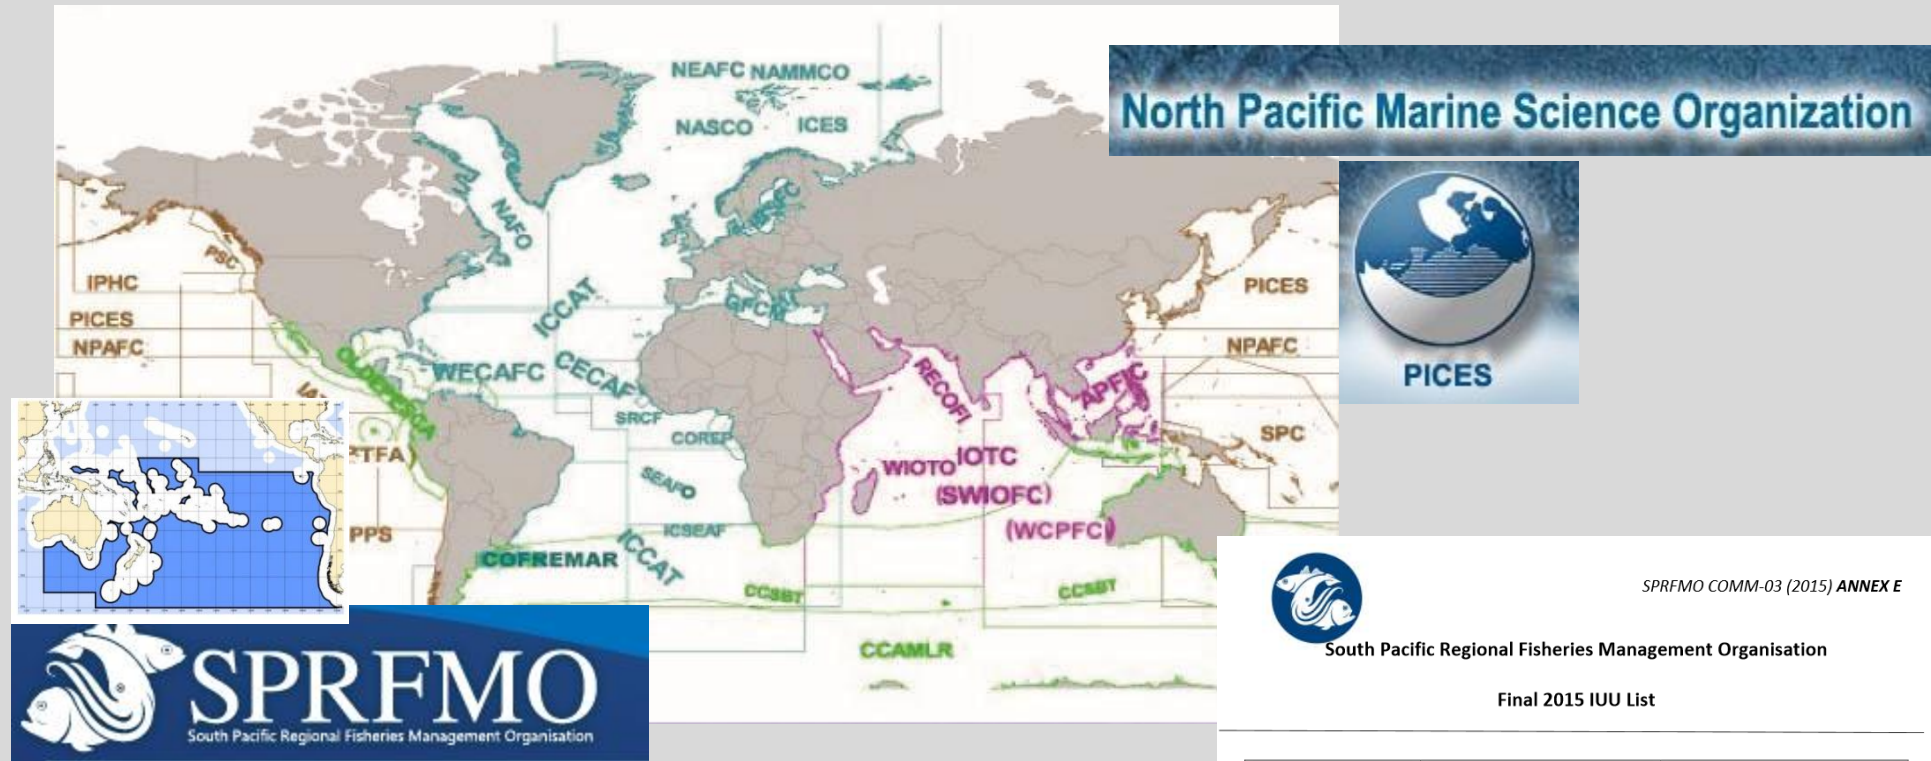 NEAFC NAMMCO
NASCO
ICES
North Pacific Marine Science Organization
NAFO
PSC
IPHC
PICES
NPAFC
ICCAT
GFCM
WECAFC
CECAF
SRCF
COREP
RECOFI
APFIC
PICES
NPAFC
SPC
PICES
OLDEPESCA
PPS
SEAFO
ICSEAF
ICCAT
COFREMAR
WIOTO
IOTC
(SWIOFC)
(WCPFC)
CCSBT
CCSBT
CCAMLR
SPRFMO
South Pacific Regional Fisheries Management Organisation
SPRFMO COMM-03 (2015) ANNEX E
South Pacific Regional Fisheries Management Organisation
Final 2015 IUU List